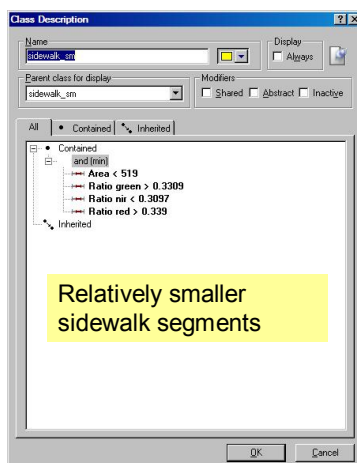 Class Description
Name
Display
sidewalk_sm
Always
Parent class for display
Modifiers
sidewalk_sm
Shared
Abstract
Inactive
All
Contained
Inherited
Contained
and (min)
Area < 519
Ratio green > 0.3309
Ratio nir < 0.3097
Ratio red > 0.339
Inherited
Relatively smaller
sidewalk segments
OK
Cancel